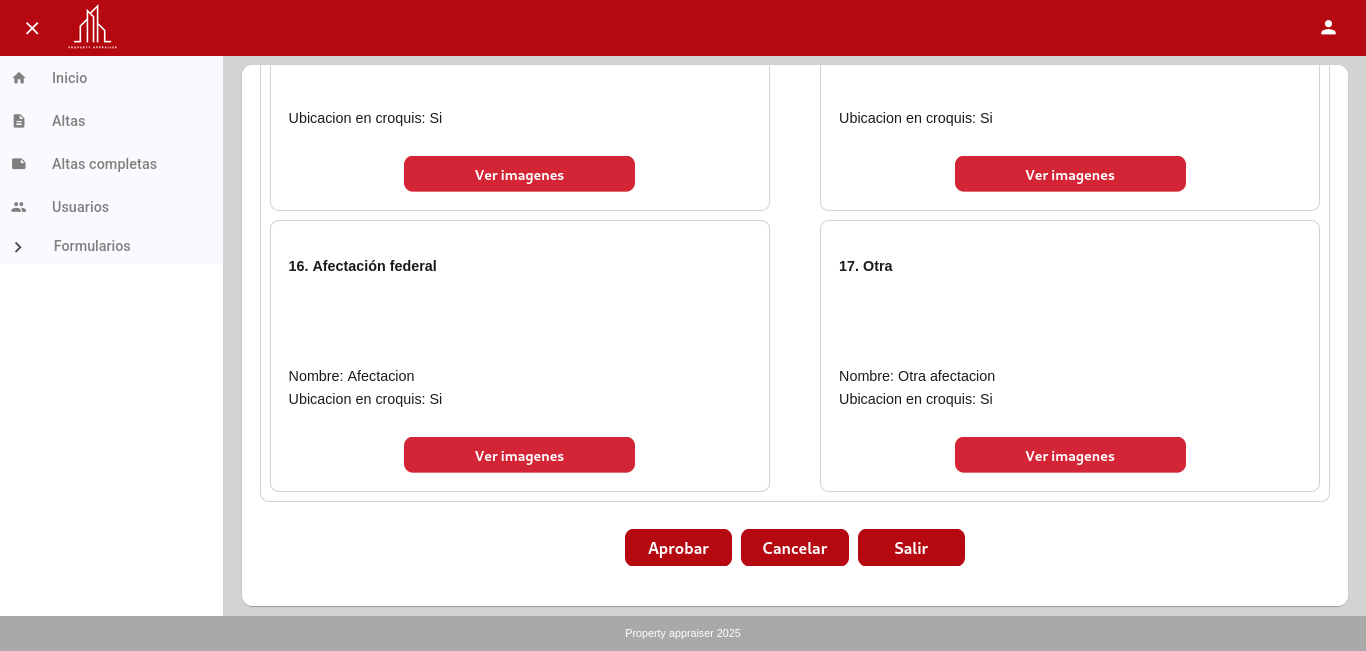 PROPERTY APPRAISER
Inicio
Altas
Altas completas
Usuarios
Formularios
Ubicacion en croquis: Si
Ver imagenes
Ubicacion en croquis: Si
Ver imagenes
16. Afectación federal
Nombre: Afectacion
Ubicacion en croquis: Si
Ver imagenes
17. Otra
Nombre: Otra afectacion
Ubicacion en croquis: Si
Ver imagenes
Aprobar
Cancelar
Salir
Property appraiser 2025